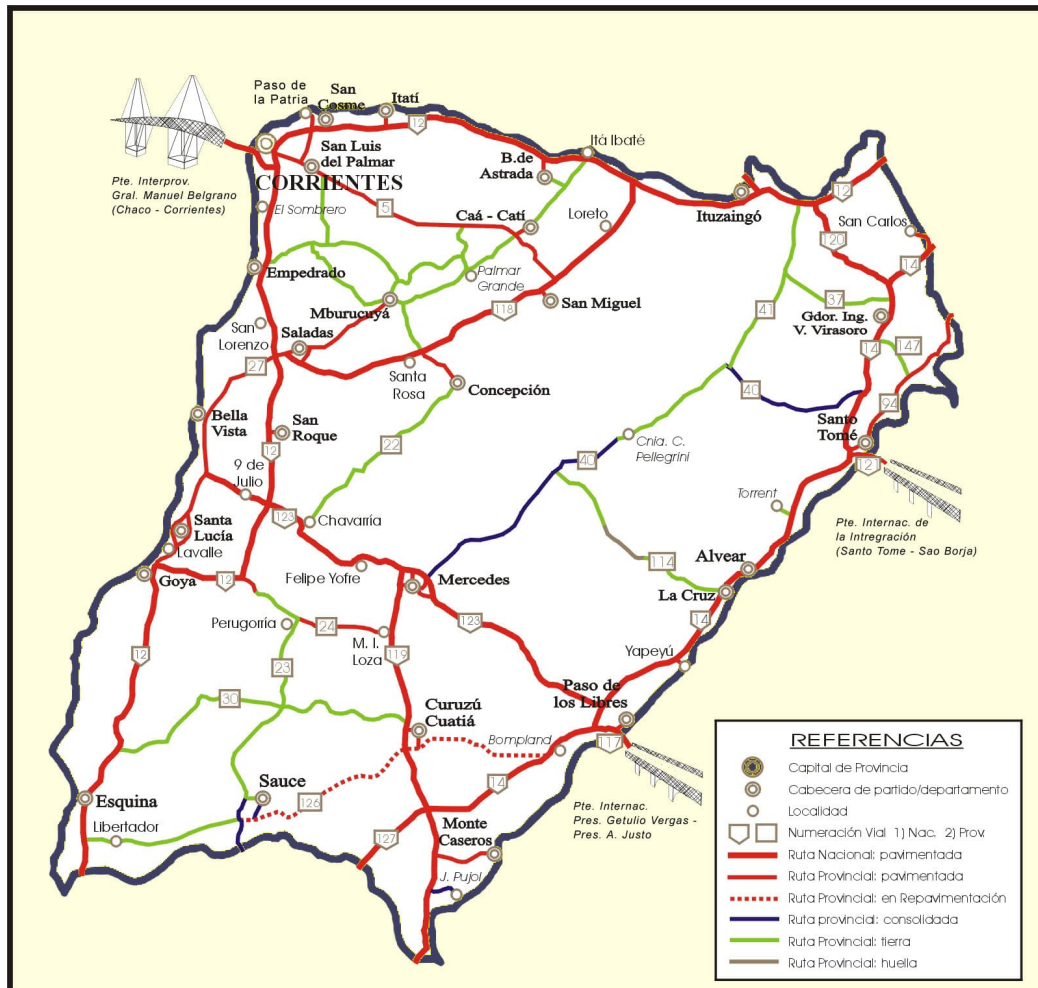 Paso de
la Patria
San
Cosme
Itatí
12
Itá Ibaté
San Luis
del Palmar
B.de
Astrada
CORRIENTES
Pte. Interprov.
Gral. Manuel Belgrano
(Chaco - Corrientes)
El Sombrero
5
Caá - Catí
Loreto
Ituzaingó
12
San Carlos
120
14
Empedrado
Palmar
Grande
Mburucuyá
118
San Miguel
41
37
Gdor. Ing.
V. Virasoro
San
Lorenzo
Saladas
27
Santa
Rosa
Concepción
14
147
40
94
Bella
Vista
San
Roque
12
22
Cnia. C.
Pellegrini
40
Santo
Tomé
121
9 de
Julio
123
Chavarría
Torrent
Pte. Internac. de
la Intregración
(Santo Tome - Sao Borja)
Santa
Lucía
Lavalle
Goya
12
Felipe Yofre
Mercedes
114
Alvear
La Cruz
14
Perugorría
24
M. I.
Loza
123
119
Yapeyú
12
23
30
Curuzú
Cuatiá
Paso de
los Libres
Bompland
117
14
Esquina
Sauce
126
Libertador
127
Monte
Caseros
J. Pujol
Pte. Internac.
Pres. Getulio Vergas -
Pres. A. Justo
REFERENCIAS
Capital de Provincia
Cabecera de partido/departamento
Localidad
Numeración Vial 1) Nac. 2) Prov.
Ruta Nacional: pavimentada
Ruta Provincial: pavimentada
Ruta Provincial: en Repavimentación
Ruta provincial: consolidada
Ruta Provincial: tierra
Ruta Provincial: huella